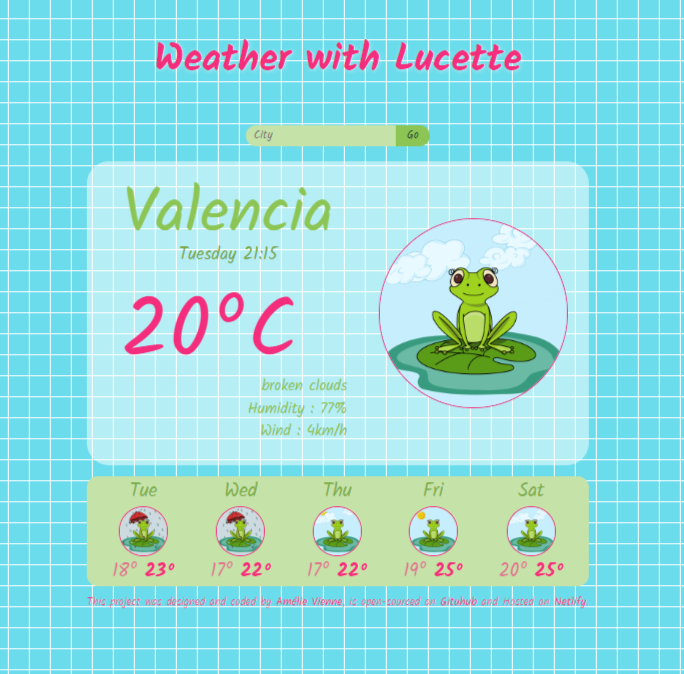 Weather with Lucette
City
Go
Valencia
Tuesday 21:15
20°C
broken clouds
Humidity : 77%
Wind : 4km/h
Tue Wed Thu Fri Sat
18° 23° 17° 22° 17° 22° 19° 25° 20° 25°
This project was designed and coded by Amélie Vienne, is open-sourced on Gituhub and Hosted on Netlify.